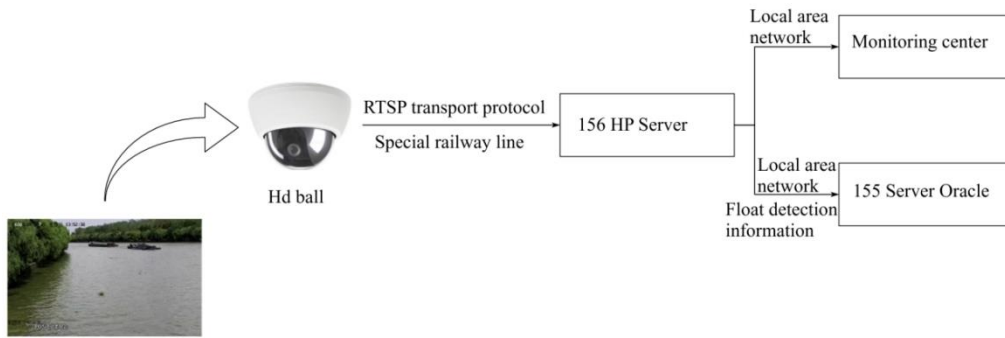 Local area
network
Monitoring center
RTSP transport protocol
Special railway line
156 HP Server
Hd ball
Local area
network
Float detection
information
155 Server Oracle